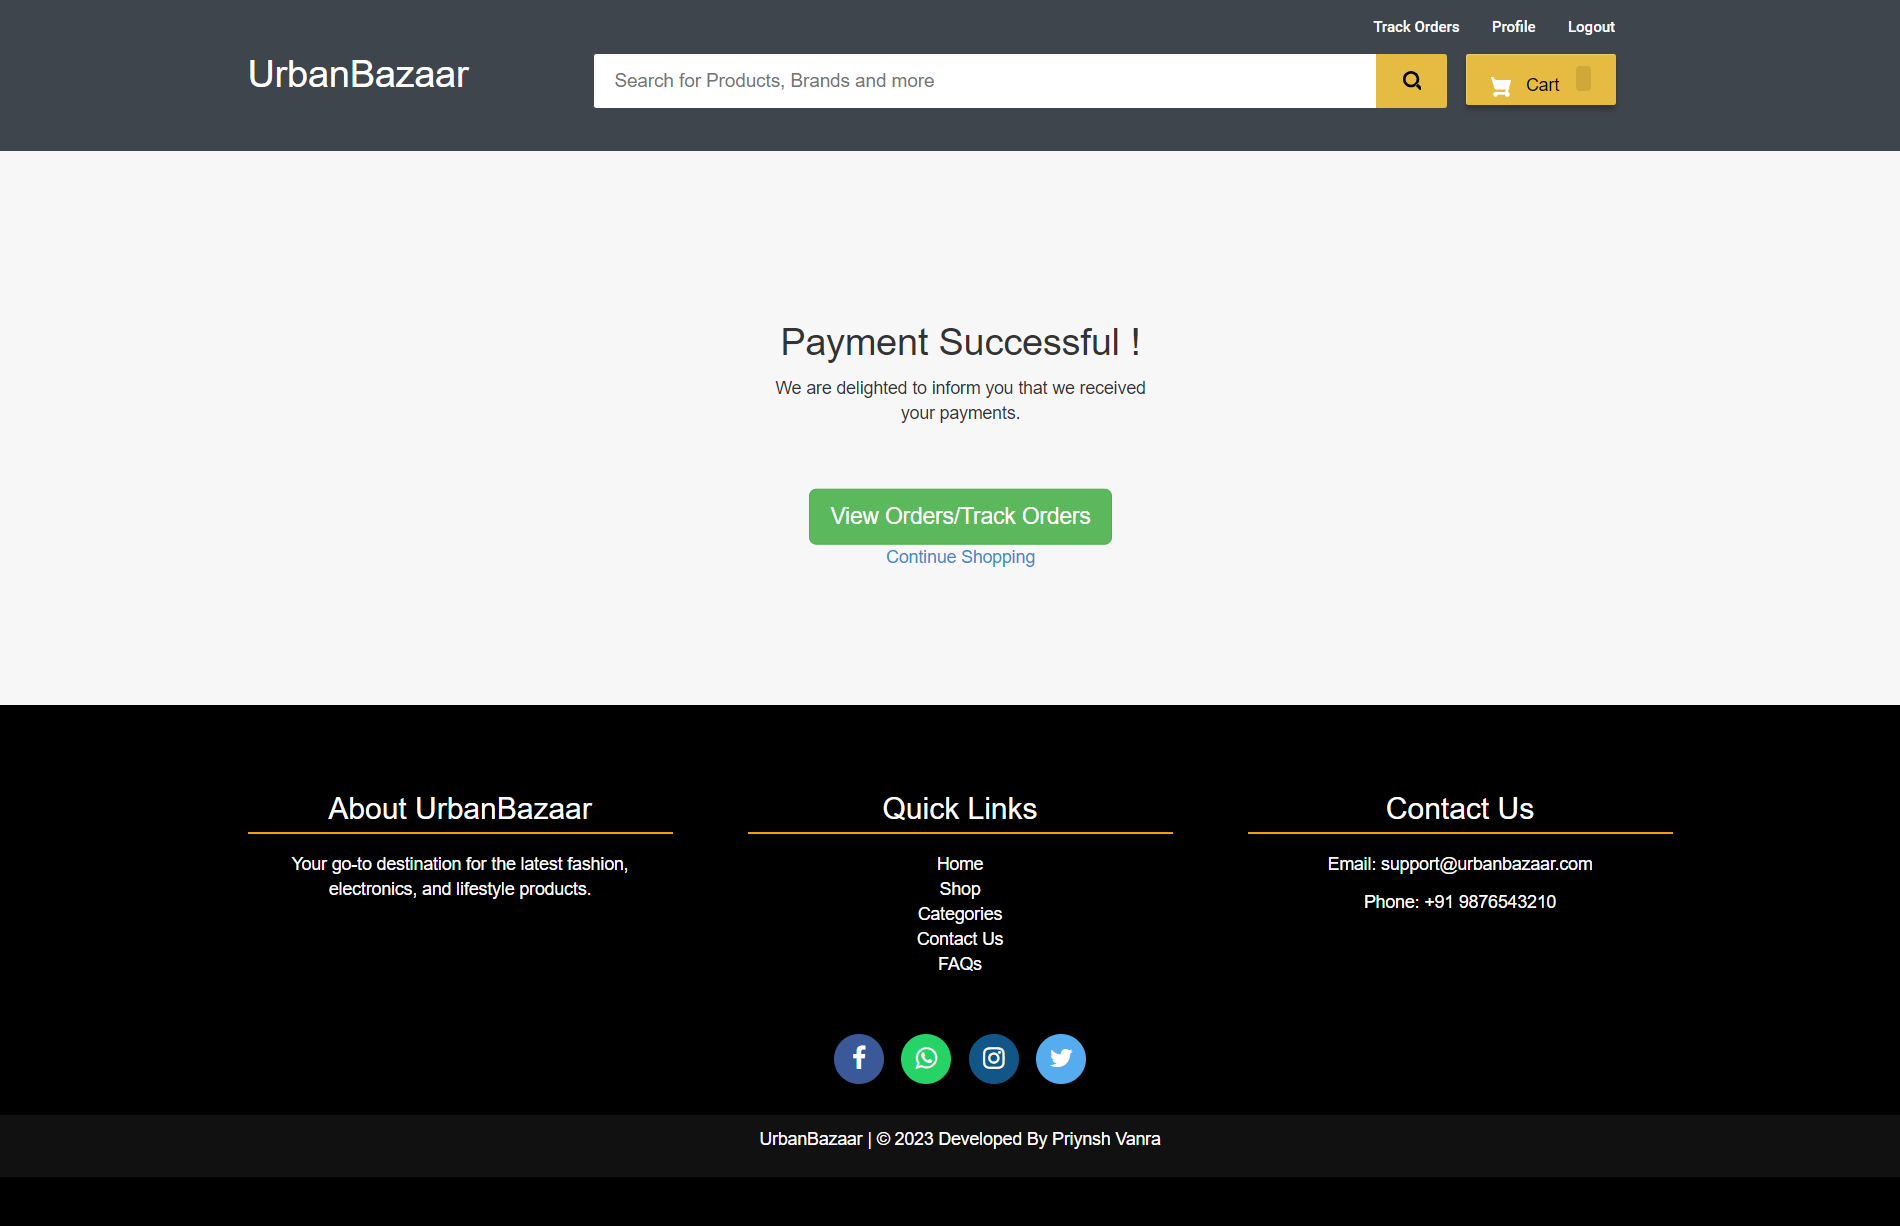 Track Orders Profile Logout
UrbanBazaar
Search for Products, Brands and more
Cart
Payment Successful !
We are delighted to inform you that we received
your payments.
View Orders/Track Orders
Continue Shopping
About UrbanBazaar
Your go-to destination for the latest fashion,
electronics, and lifestyle products.
Quick Links
Home
Shop
Categories
Contact Us
FAQs
Contact Us
Email: support@urbanbazaar.com
Phone: +91 9876543210
UrbanBazaar | © 2023 Developed By Priynsh Vanra